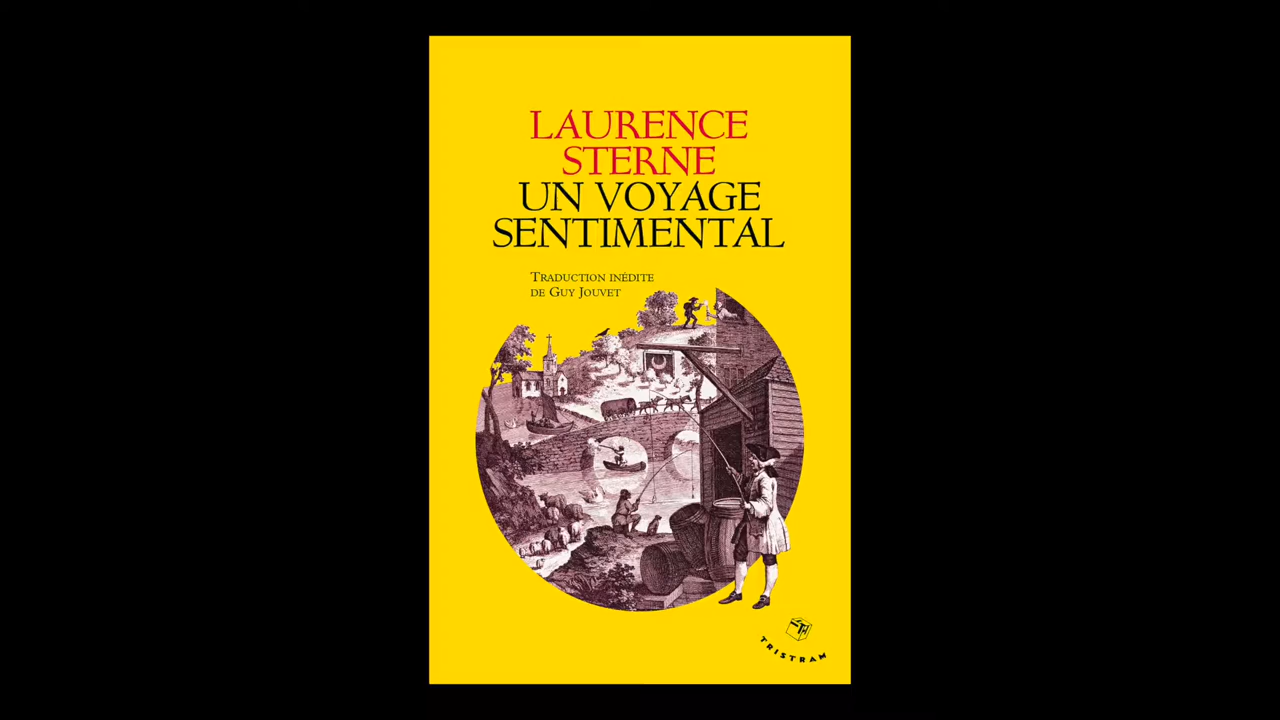 LAURENCE
STERNE
UN VOYAGE
SENTIMENTAL
TRADUCTION INÉDITE
DE GUY JOUVET
TRISTRAM